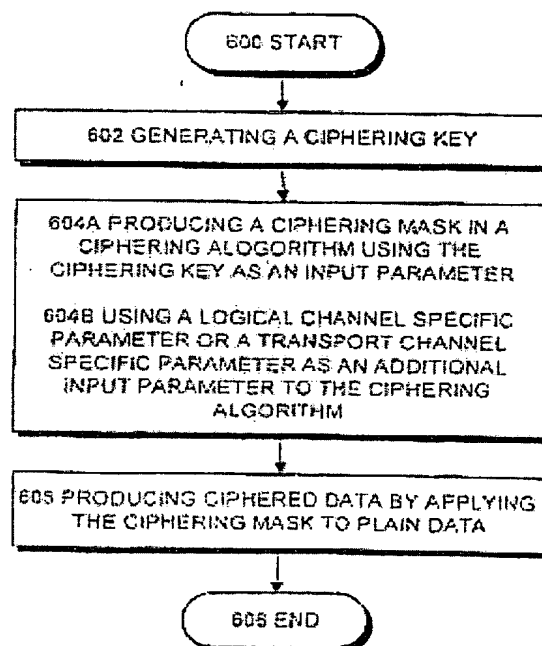 600 START
602 GENERATING A CIPHERING KEY
604A PRODUCING A CIPHERING MASK IN A
CIPHERING ALOGORITHM USING THE
CIPHERING KEY AS AN INPUT PARAMETER
604B USING A LOGICAL CHANNEL SPECIFIC
PARAMETER OR A TRANSPORT CHANNEL
SPECIFIC PARAMETER AS AN ADDITIONAL
INPUT PARAMETER TO THE CIPHERING
ALGORITHM
606 PRODUCING CIPHERED DATA BY APPLYING
THE CIPHERING MASK TO PLAIN DATA
608 END